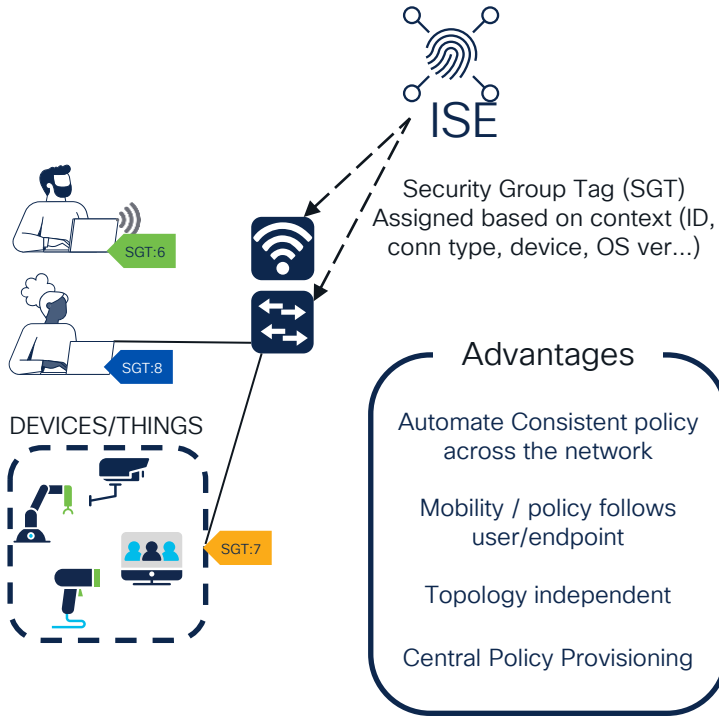 ISE
Security Group Tag (SGT)
Assigned based on context (ID,
conn type, device, OS ver...)
SGT:6
SGT:8
DEVICES/THINGS
SGT:7
Advantages
Automate Consistent policy
across the network
Mobility / policy follows
user/endpoint
Topology independent
Central Policy Provisioning